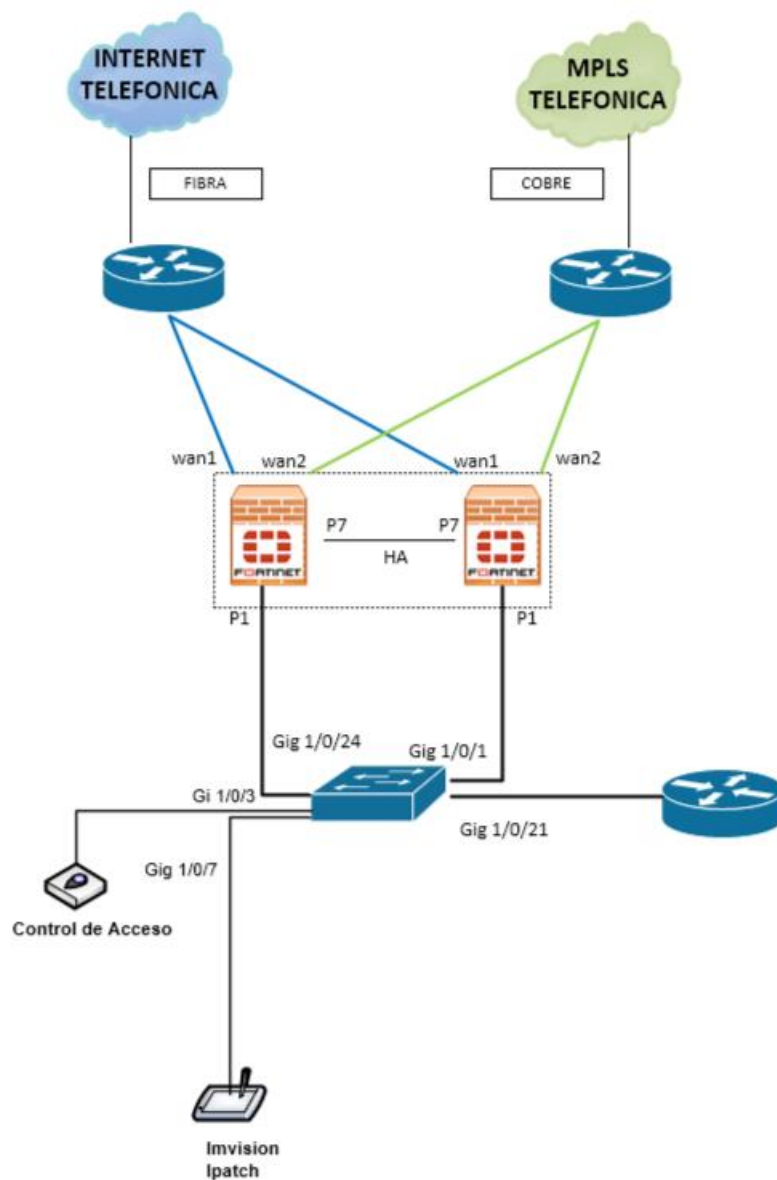 INTERNET
TELEFONICA
MPLS
TELEFONICA
FIBRA
COBRE
wan1
wan2
wan1
wan2
P7
P7
HA
FORTINET
FORTINET
P1
P1
Gig 1/0/24
Gig 1/0/1
Gi 1/0/3
Gig 1/0/21
Gig 1/0/7
Control de Acceso
Imvision
Ipatch